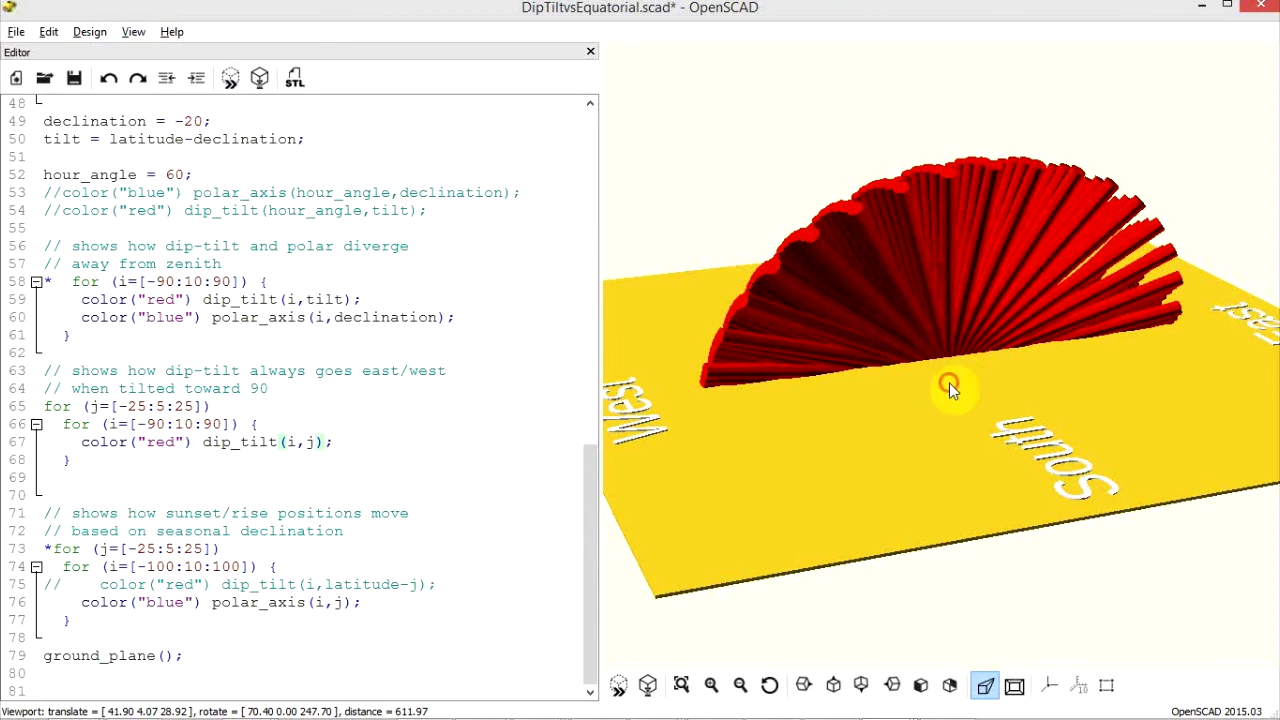 DipTiltvsEquatorial.scad* - OpenSCAD
File Edit Design View Help
Editor
STL
48
49 declination = -20;
50 tilt = latitude-declination;
51
52 hour_angle = 60;
53 //color("blue") polar_axis(hour_angle,declination);
54 //color("red") dip_tilt(hour_angle,tilt);
55
56 // shows how dip-tilt and polar diverge
57 // away from zenith
58 * for (i=[-90:10:90]) {
59 color("red") dip_tilt(i,tilt);
60 color("blue") polar_axis(i,declination);
61 }
62
63 // shows how dip-tilt always goes east/west
64 // when tilted toward 90
65 for (j=[-25:5:25])
66 for (i=[-90:10:90]) {
67 color("red") dip_tilt(i,j);
68 }
69
70
71 // shows how sunset/rise positions move
72 // based on seasonal declination
73 *for (j=[-25:5:25])
74 for (i=[-100:10:100]) {
75 // color("red") dip_tilt(i,latitude-j);
76 color("blue") polar_axis(i,j);
77 }
78
79 ground_plane();
80
81
East
West
South
10
Viewport: translate = [ 41.90 4.07 28.92 ], rotate = [ 70.40 0.00 247.70 ], distance = 611.97
OpenSCAD 2015.03